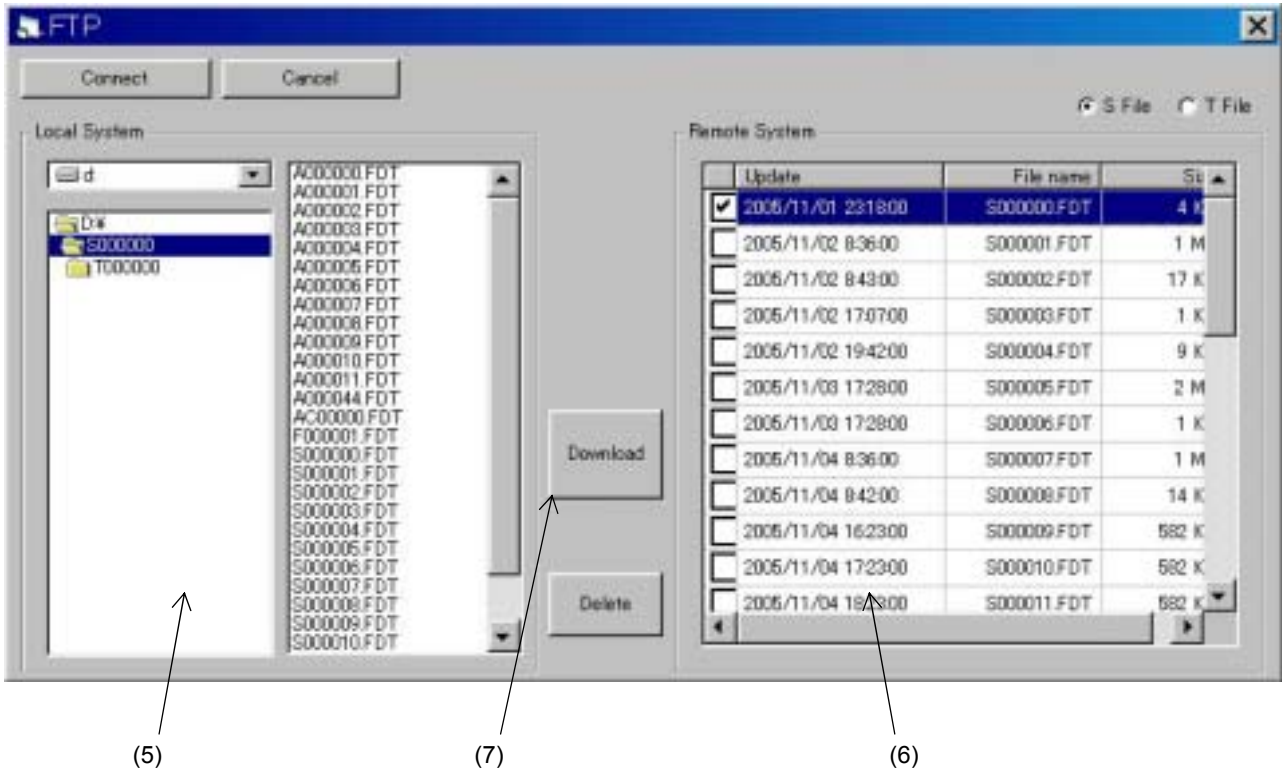 FTP
Connect
Cancel
S File
T File
Local System
d
D:¥
S000000
T000000
A000000.FDT
A000001.FDT
A000002.FDT
A000003.FDT
A000004.FDT
A000005.FDT
A000006.FDT
A000007.FDT
A000008.FDT
A000009.FDT
A000010.FDT
A000011.FDT
A000044.FDT
AC00000.FDT
F000001.FDT
S000000.FDT
S000001.FDT
S000002.FDT
S000003.FDT
S000004.FDT
S000005.FDT
S000006.FDT
S000007.FDT
S000008.FDT
S000009.FDT
S000010.FDT
Download
Delete
Remote System
Update File name Si
2005/11/01 23:18:00 S000000.FDT 4 K
2005/11/02 8:36:00 S000001.FDT 1 M
2005/11/02 8:43:00 S000002.FDT 17 K
2005/11/02 17:07:00 S000003.FDT 1 K
2005/11/02 19:42:00 S000004.FDT 9 K
2005/11/03 17:28:00 S000005.FDT 2 M
2005/11/03 17:28:00 S000006.FDT 1 K
2005/11/04 8:36:00 S000007.FDT 1 M
2005/11/04 8:42:00 S000008.FDT 14 K
2005/11/04 16:23:00 S000009.FDT 582 K
2005/11/04 17:23:00 S000010.FDT 582 K
2005/11/04 S000011.FDT 582 K
(5) (7) (6)